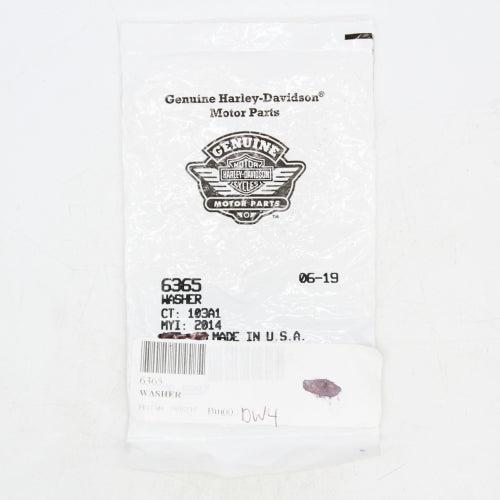 Genuine Harley-Davidson®
Motor Parts
GENUINE
MOTOR
HARLEY-DAVIDSON
CYCLES
MOTOR PARTS
TM
6365 06-19
WASHER
CT: 103A1
MYI: 2014
MADE IN U.S.A.
6365
WASHER
DW4